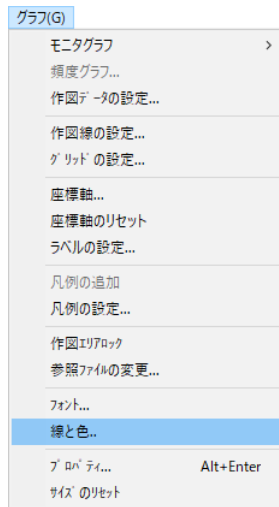 グラフ(G)
モニタグラフ >
頻度グラフ...
作図ﾃﾞｰﾀの設定...
作図線の設定...
ｸﾞﾘｯﾄﾞの設定...
座標軸...
座標軸のリセット
ラベルの設定...
凡例の追加
凡例の設定...
作図ｴﾘｱﾛｯｸ
参照ﾌｧｲﾙの変更...
ﾌｫﾝﾄ...
線と色..
ﾌﾟﾛﾊﾟﾃｨ... Alt+Enter
ｻｲｽﾞのﾘｾｯﾄ